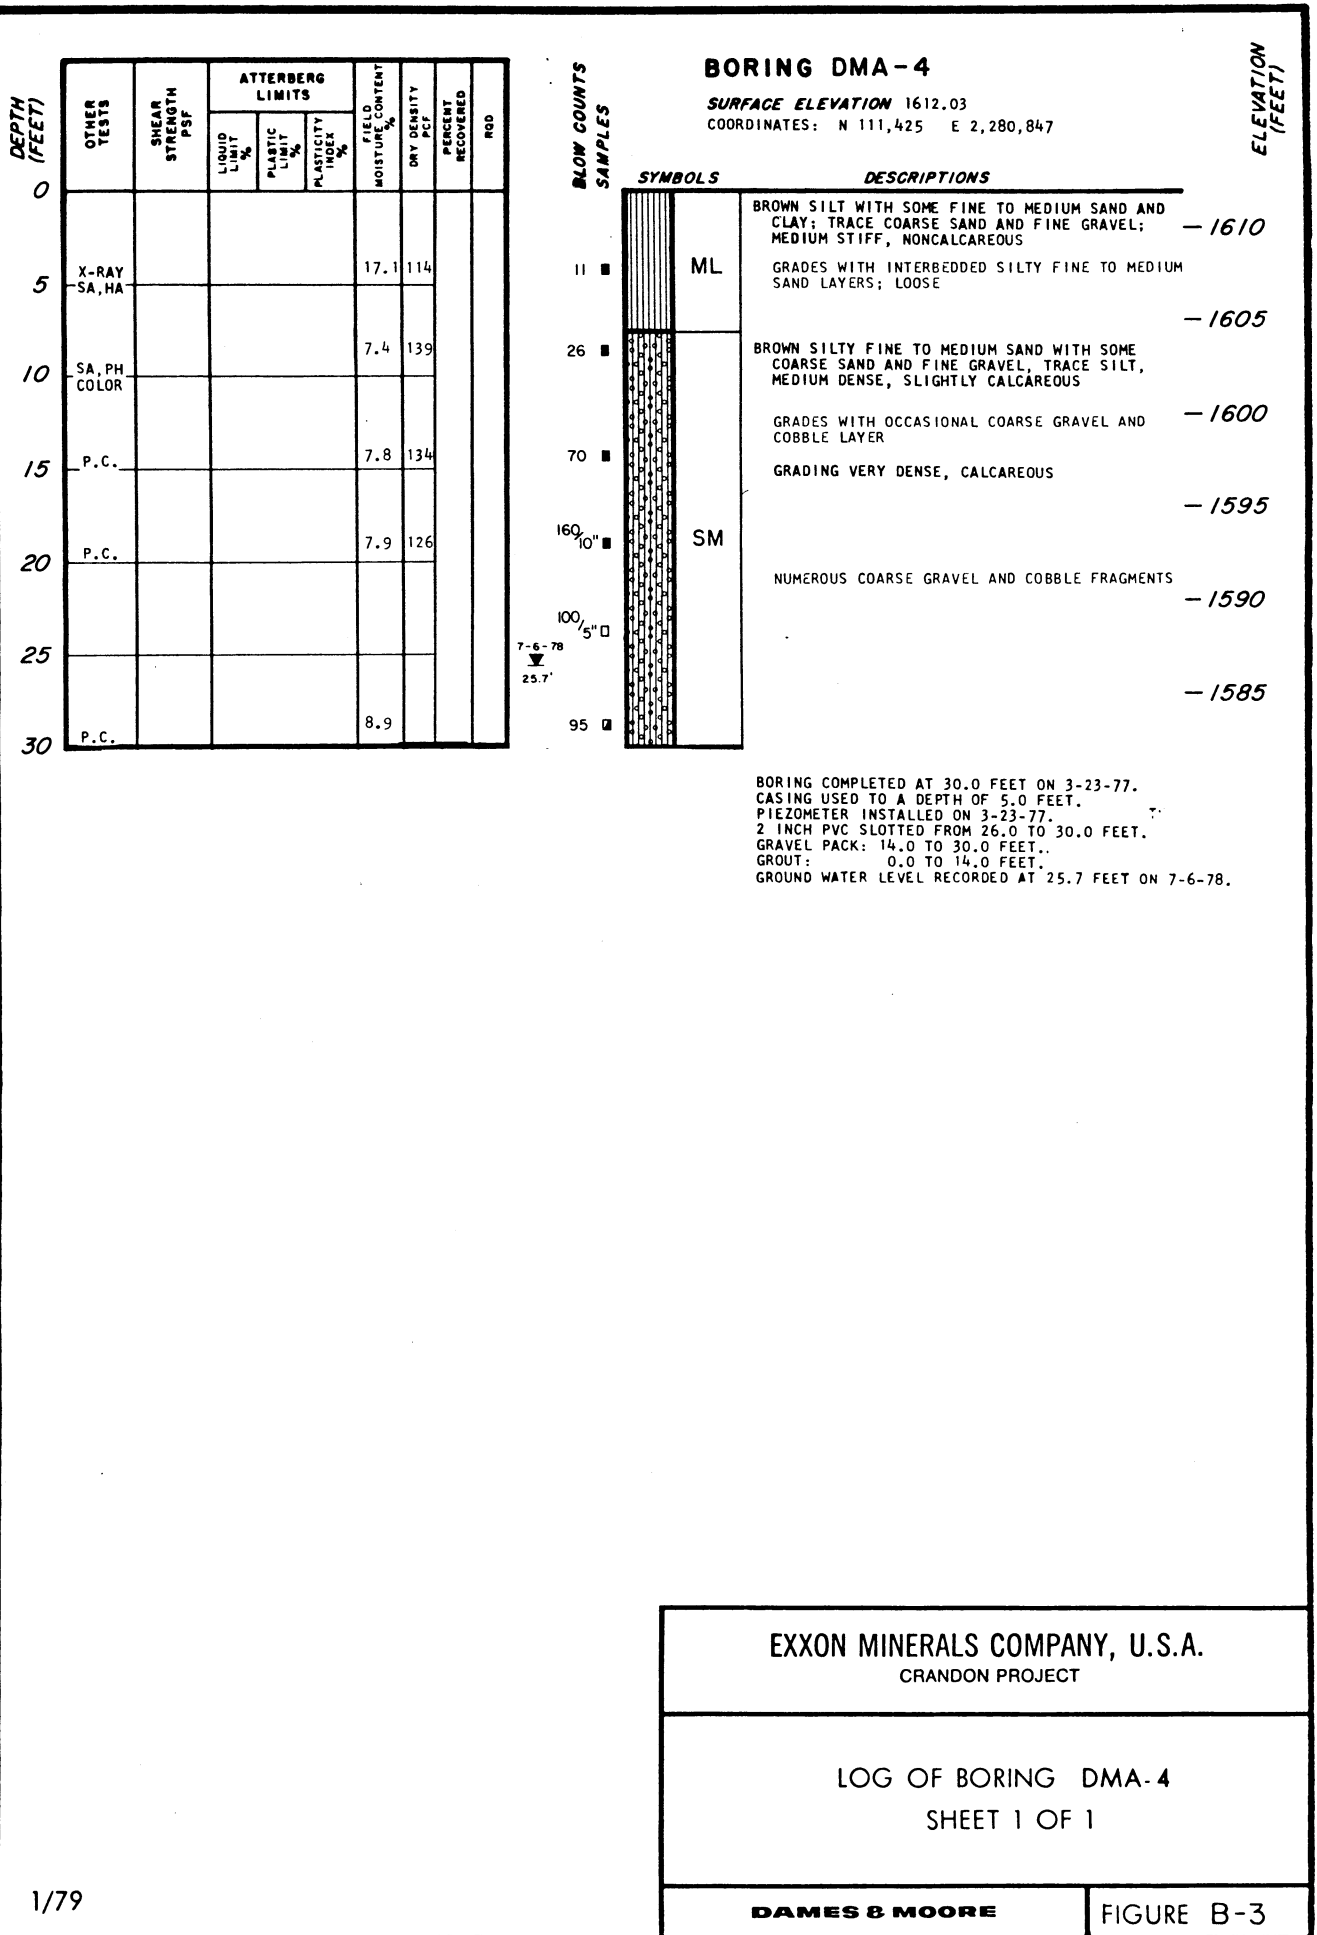 BORING DMA-4
SURFACE ELEVATION 1612.03
COORDINATES: N 111,425 E 2,280,847
DEPTH
(FEET)
OTHER
TESTS
SHEAR
STRENGTH
PSF
ATTERBERG
LIMITS
LIQUID
LIMIT
%
PLASTIC
LIMIT
%
PLASTICITY
INDEX
%
FIELD
MOISTURE CONTENT
%
DRY DENSITY
PCF
PERCENT
RECOVERED
RQD
BLOW COUNTS
SAMPLES
SYMBOLS
DESCRIPTIONS
ELEVATION
(FEET)
0
BROWN SILT WITH SOME FINE TO MEDIUM SAND AND
CLAY; TRACE COARSE SAND AND FINE GRAVEL;
MEDIUM STIFF, NONCALCAREOUS
-1610
X-RAY
SA,HA
5
17.1 114
11
ML
GRADES WITH INTERBEDDED SILTY FINE TO MEDIUM
SAND LAYERS; LOOSE
-1605
7.4 139
26
BROWN SILTY FINE TO MEDIUM SAND WITH SOME
COARSE SAND AND FINE GRAVEL, TRACE SILT,
MEDIUM DENSE, SLIGHTLY CALCAREOUS
10
SA,PH
COLOR
-1600
GRADES WITH OCCASIONAL COARSE GRAVEL AND
COBBLE LAYER
15
P.C.
7.8 134
70
GRADING VERY DENSE, CALCAREOUS
-1595
P.C.
7.9 126
160/10"
SM
20
NUMEROUS COARSE GRAVEL AND COBBLE FRAGMENTS
-1590
100/5"
25
7-6-78
25.7'
-1585
P.C.
8.9
95
30
BORING COMPLETED AT 30.0 FEET ON 3-23-77.
CASING USED TO A DEPTH OF 5.0 FEET.
PIEZOMETER INSTALLED ON 3-23-77.
2 INCH PVC SLOTTED FROM 26.0 TO 30.0 FEET.
GRAVEL PACK: 14.0 TO 30.0 FEET..
GROUT: 0.0 TO 14.0 FEET.
GROUND WATER LEVEL RECORDED AT 25.7 FEET ON 7-6-78.
EXXON MINERALS COMPANY, U.S.A.
CRANDON PROJECT
LOG OF BORING DMA-4
SHEET 1 OF 1
1/79
DAMES & MOORE
FIGURE B-3